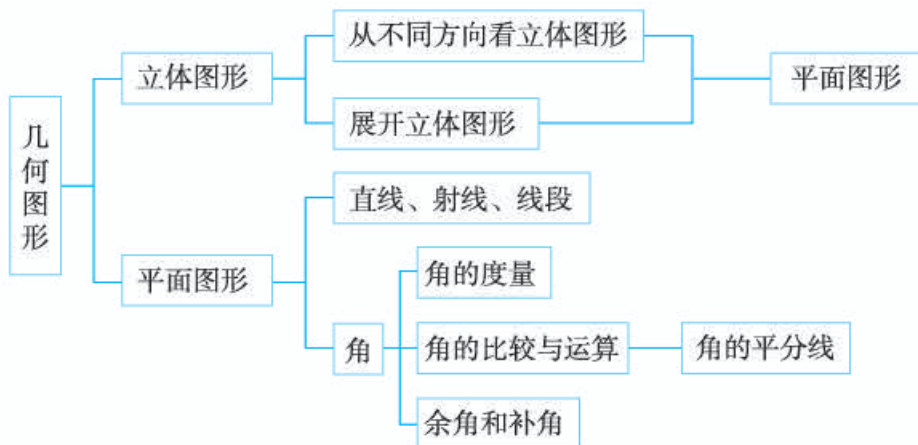 几何图形
立体图形
从不同方向看立体图形
展开立体图形
平面图形
平面图形
直线、射线、线段
角
角的度量
角的比较与运算
角的平分线
余角和补角